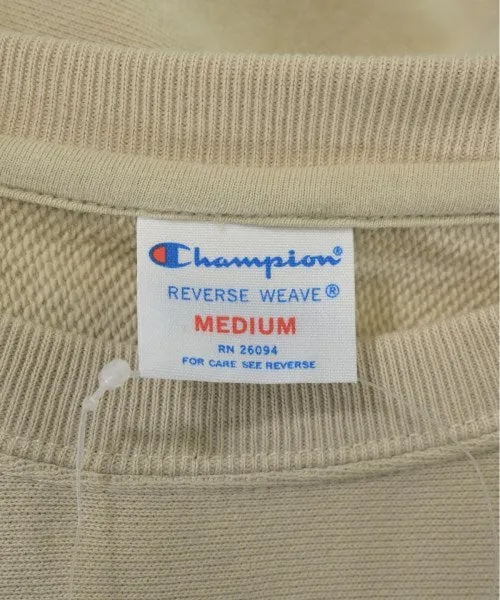 Champion®
REVERSE WEAVE®
MEDIUM
RN 26094
FOR CARE SEE REVERSE